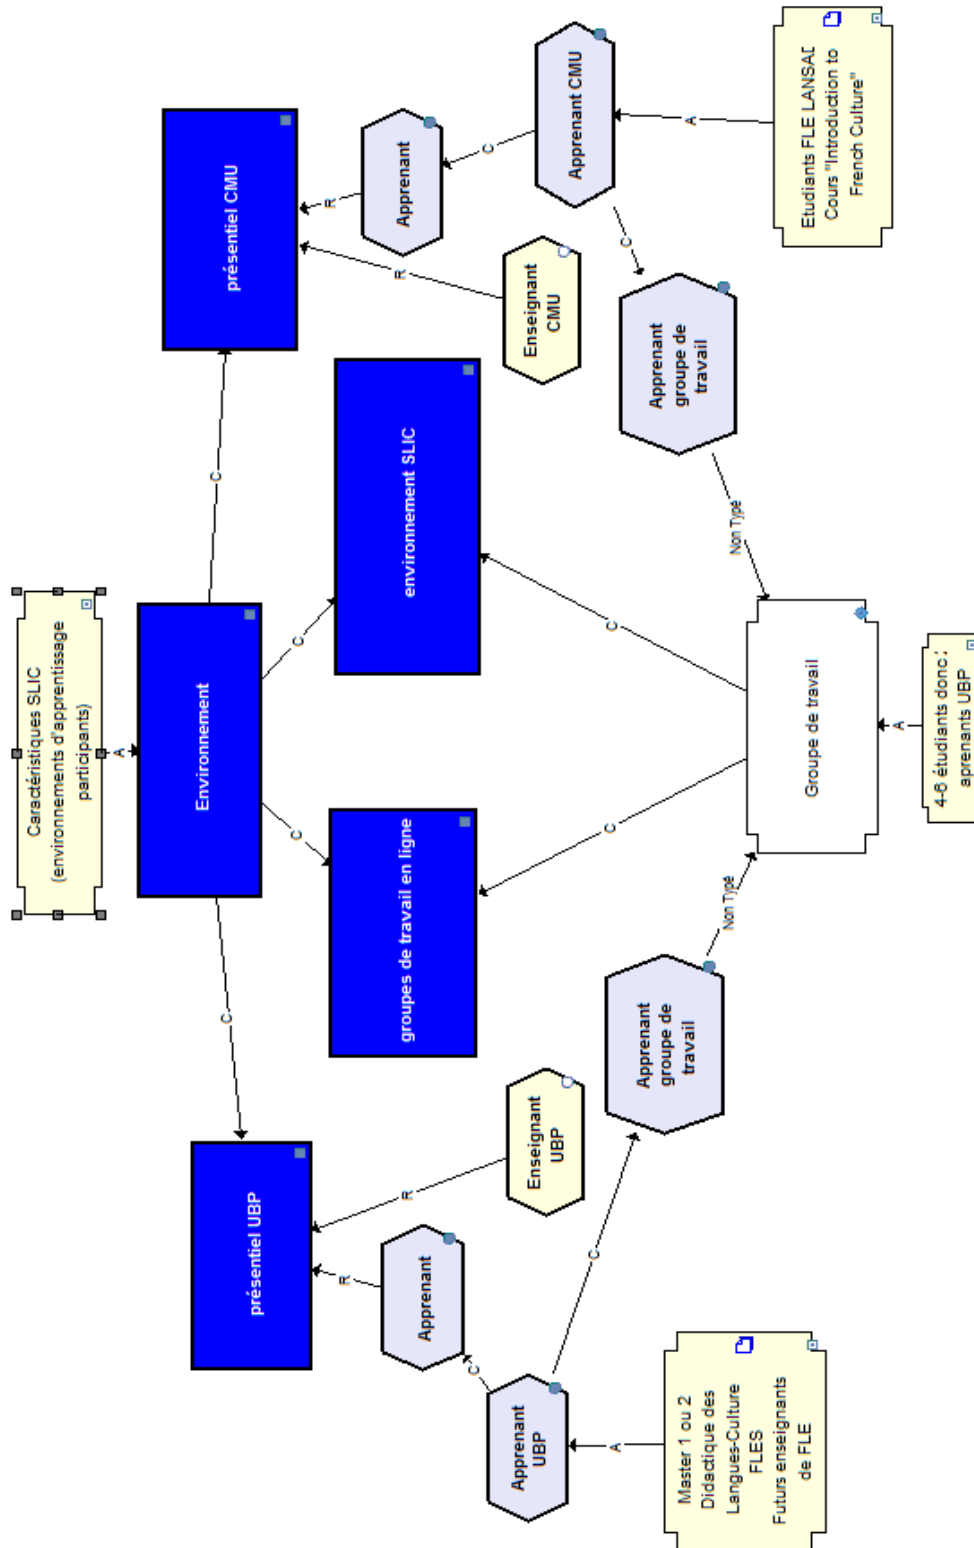 Caractéristiques SLIC
(environnements d'apprentissage
participants)
A
Environnement
C
C
C
C
présentiel UBP
groupes de travail en ligne
environnement SLIC
présentiel CMU
R
R
R
R
Apprenant
Enseignant
UBP
Enseignant
CMU
Apprenant
C
C
Apprenant
UBP
C
Apprenant
groupe de
travail
C
C
Apprenant
groupe de
travail
C
Apprenant CMU
Non Typé
Non Typé
A
A
Master 1 ou 2
Didactique des
Langues-Culture
FLES
Futurs enseignants
de FLE
Groupe de travail
Etudiants FLE
Cours "Introduction to
French Culture"
A
4-6 étudiants donc
aprenants UBP